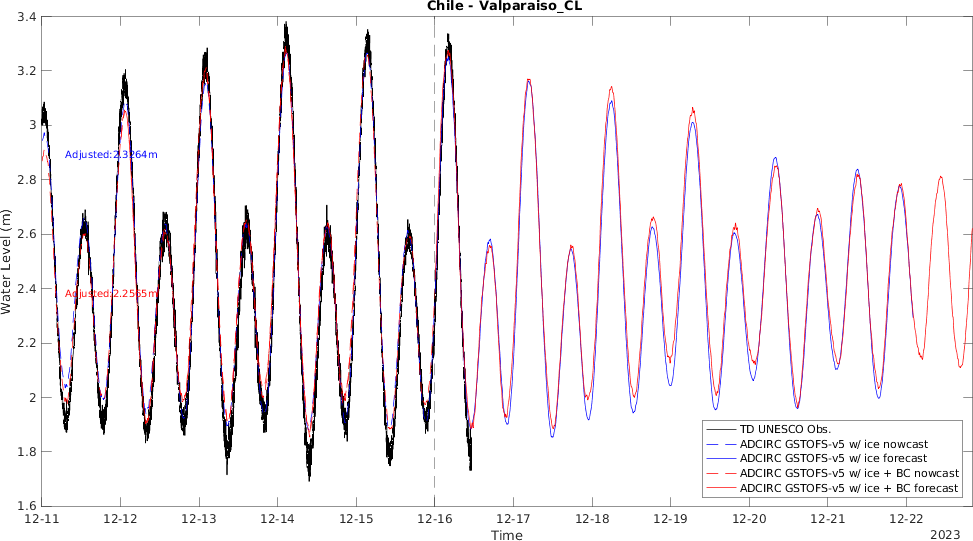 Chile - Valparaiso_CL
3.4
3.2
3
2.8
2.6
2.4
2.2
2
1.8
1.6
Water Level (m)
Adjusted:2.3264m
Adjusted:2.2565m
TD UNESCO Obs.
ADCIRC GSTOFS-v5 w/ ice nowcast
ADCIRC GSTOFS-v5 w/ ice forecast
ADCIRC GSTOFS-v5 w/ ice + BC nowcast
ADCIRC GSTOFS-v5 w/ ice + BC forecast
12-11 12-12 12-13 12-14 12-15 12-16 12-17 12-18 12-19 12-20 12-21 12-22
Time
2023